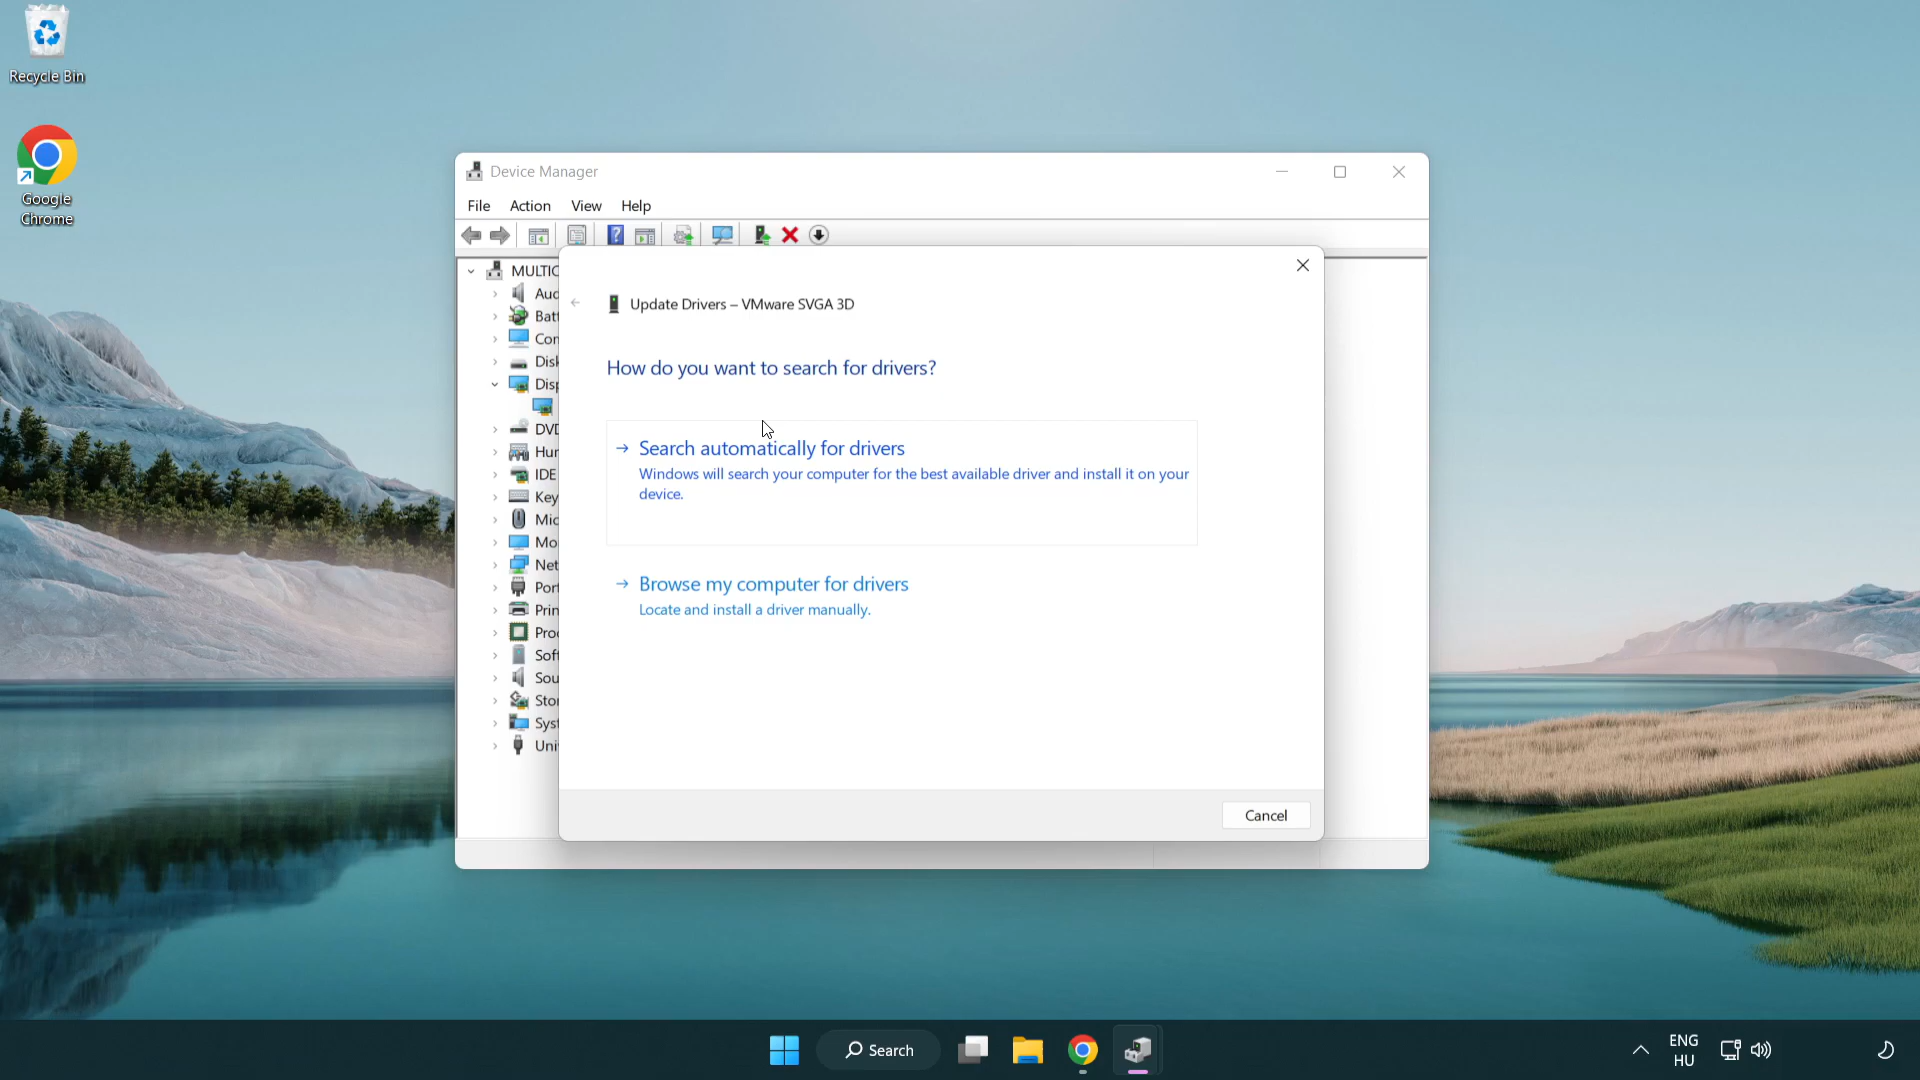 Recycle Bin
Google
Chrome
Device Manager
File Action View Help
Update Drivers – VMware SVGA 3D
How do you want to search for drivers?
Search automatically for drivers
Windows will search your computer for the best available driver and install it on your
device.
Browse my computer for drivers
Locate and install a driver manually.
Cancel
MULTIC
Aud
Batt
Com
Disk
Disp
DVD
Hum
IDE
Key
Mic
Mo
Net
Port
Prin
Proc
Soft
Sou
Stor
Syst
Univ
Search
ENG
HU